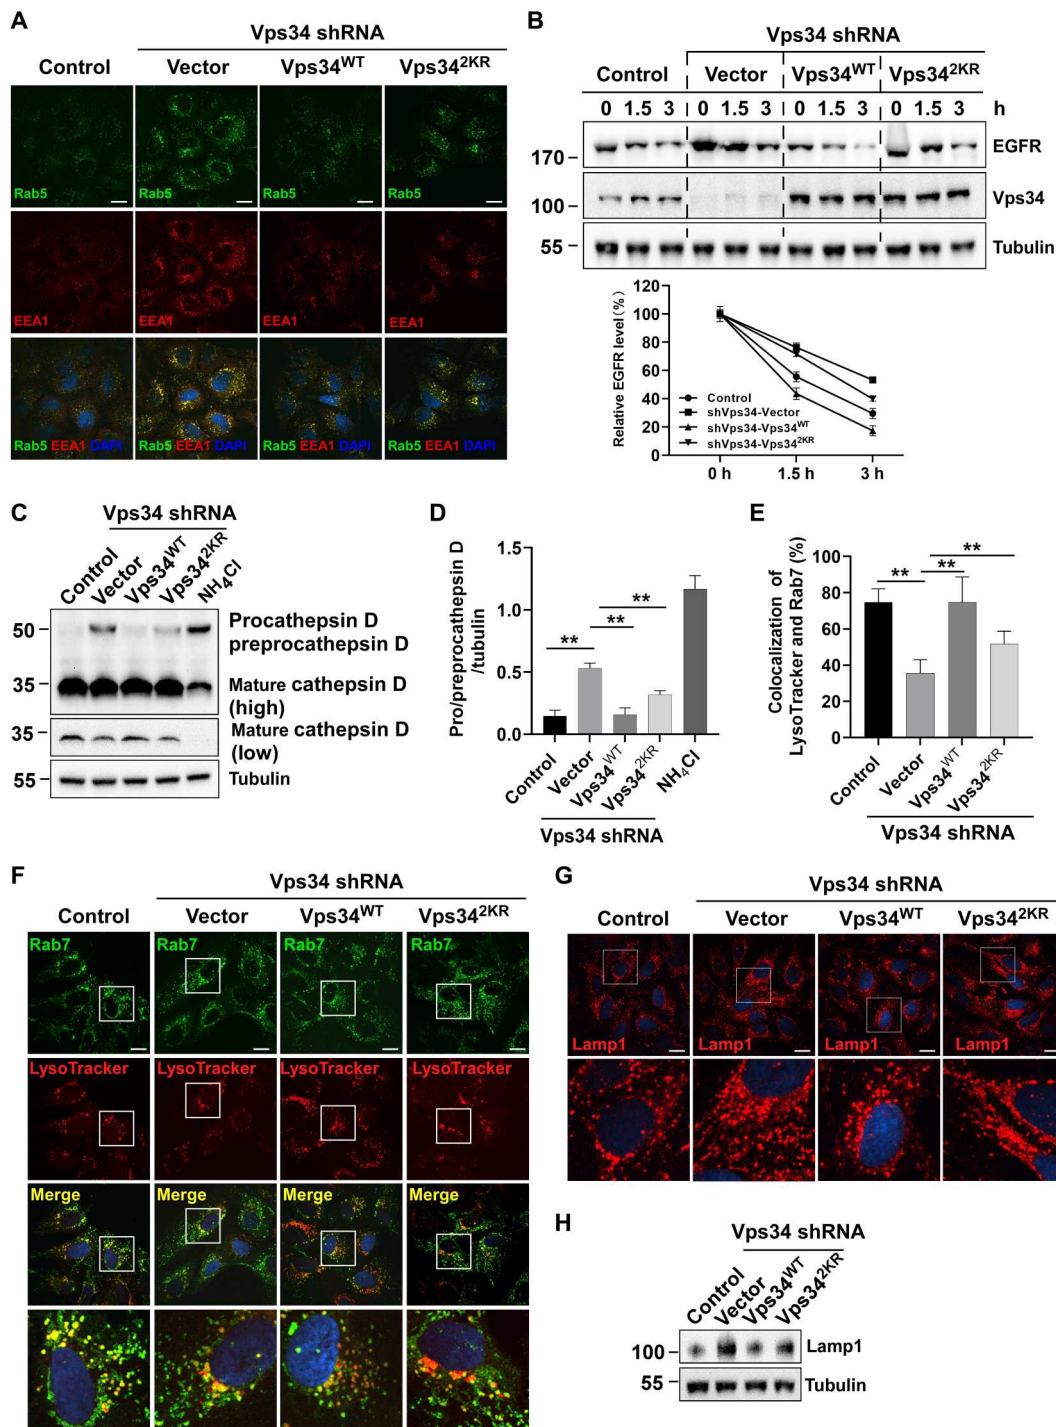 A
Vps34 shRNA
Control Vector Vps34WT Vps342KR
Rab5 Rab5 Rab5 Rab5
EEA1 EEA1 EEA1 EEA1
Rab5 EEA1 DAPI Rab5 EEA1 DAPI Rab5 EEA1 DAPI Rab5 EEA1 DAPI
B
Vps34 shRNA
Control Vector Vps34WT Vps342KR
0 1.5 3 0 1.5 3 0 1.5 3 0 1.5 3 h
170 EGFR
100 Vps34
55 Tubulin
Relative EGFR level (%)
120
100
80
60
40
20
0
Control
shVps34-Vector
shVps34-Vps34WT
shVps34-Vps342KR
0 h 1.5 h 3 h
C
Vps34 shRNA
Control Vector Vps34WT Vps342KR NH4Cl
50 Procathepsin D
preprocathepsin D
35 Mature cathepsin D
(high)
35 Mature cathepsin D
(low)
55 Tubulin
D
Pro/preprocathepsin D
/tubulin
1.5
1.0
0.5
0.0
** ** **
Control Vector Vps34WT Vps342KR NH4Cl
Vps34 shRNA
E
Colocalization of
LysoTracker and Rab7 (%)
100
80
60
40
20
0
** ** **
Control Vector Vps34WT Vps342KR
Vps34 shRNA
F
Vps34 shRNA
Control Vector Vps34WT Vps342KR
Rab7 Rab7 Rab7 Rab7
LysoTracker LysoTracker LysoTracker LysoTracker
Merge Merge Merge Merge
G
Vps34 shRNA
Control Vector Vps34WT Vps342KR
Lamp1 Lamp1 Lamp1 Lamp1
H
Vps34 shRNA
Control Vector Vps34WT Vps342KR
100 Lamp1
55 Tubulin